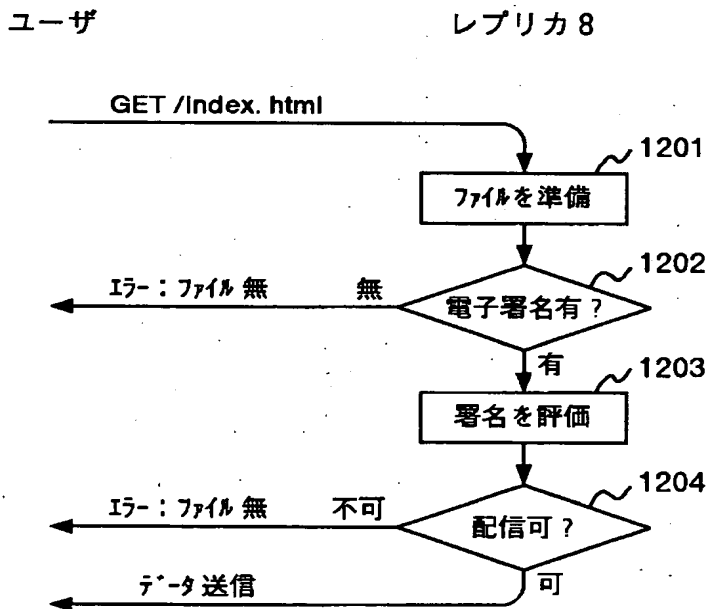 ユーザ
レプリカ8
GET /index. html
1201
ﾌｧｲﾙを準備
1202
ｴﾗｰ：ﾌｧｲﾙ 無
無
電子署名有？
有
1203
署名を評価
1204
ｴﾗｰ：ﾌｧｲﾙ 無
不可
配信可？
ﾃﾞｰﾀ 送信
可